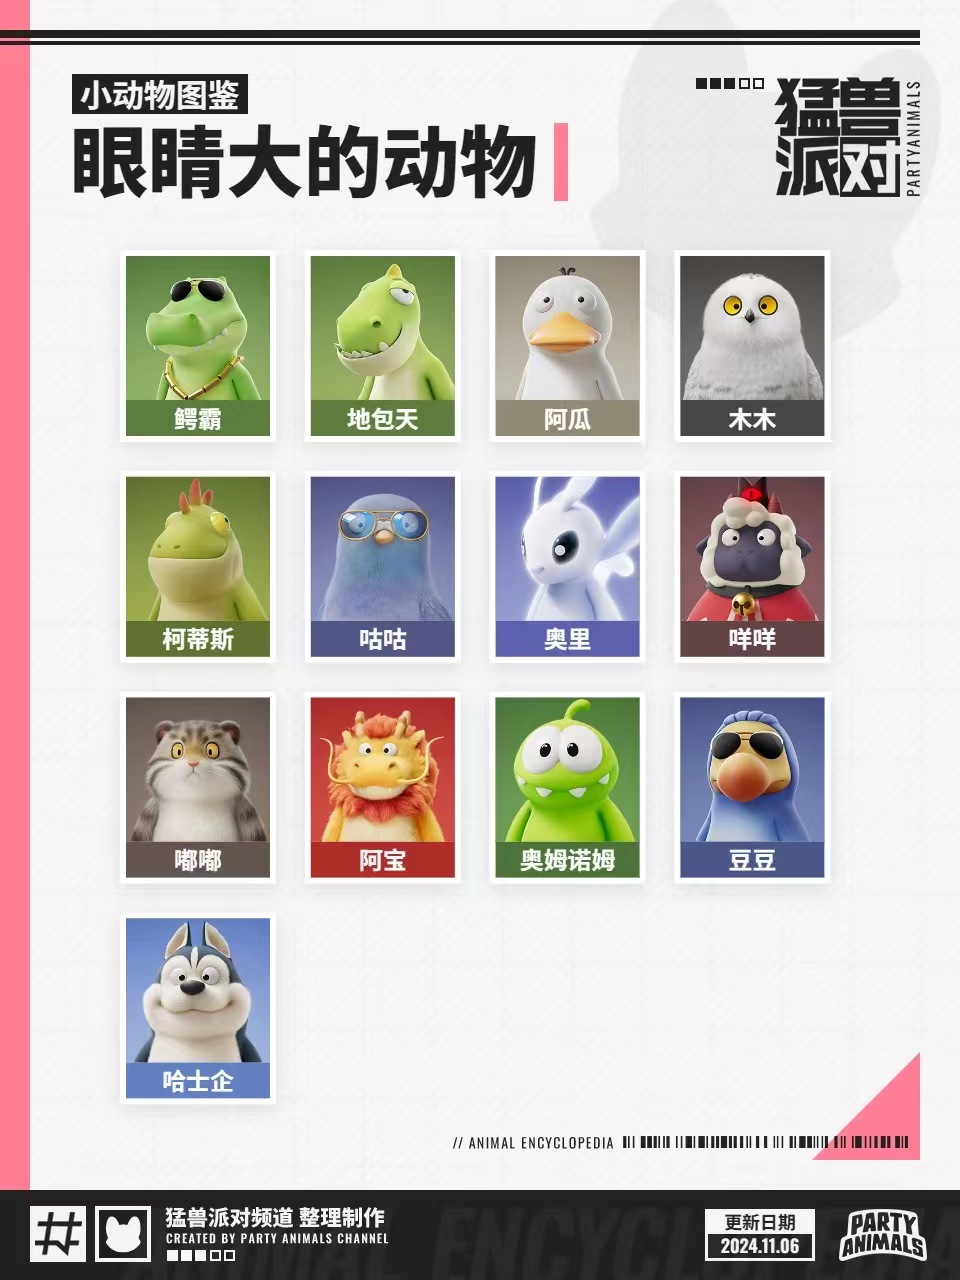 小动物图鉴
眼睛大的动物
猛兽
派对
PARTYANIMALS
鳄霸
地包天
阿瓜
木木
柯蒂斯
咕咕
奥里
咩咩
嘟嘟
阿宝
奥姆诺姆
豆豆
哈士企
// ANIMAL ENCYCLOPEDIA
#
猛兽派对频道 整理制作
CREATED BY PARTY ANIMALS CHANNEL
更新日期
2024.11.06
PARTY
ANIMALS